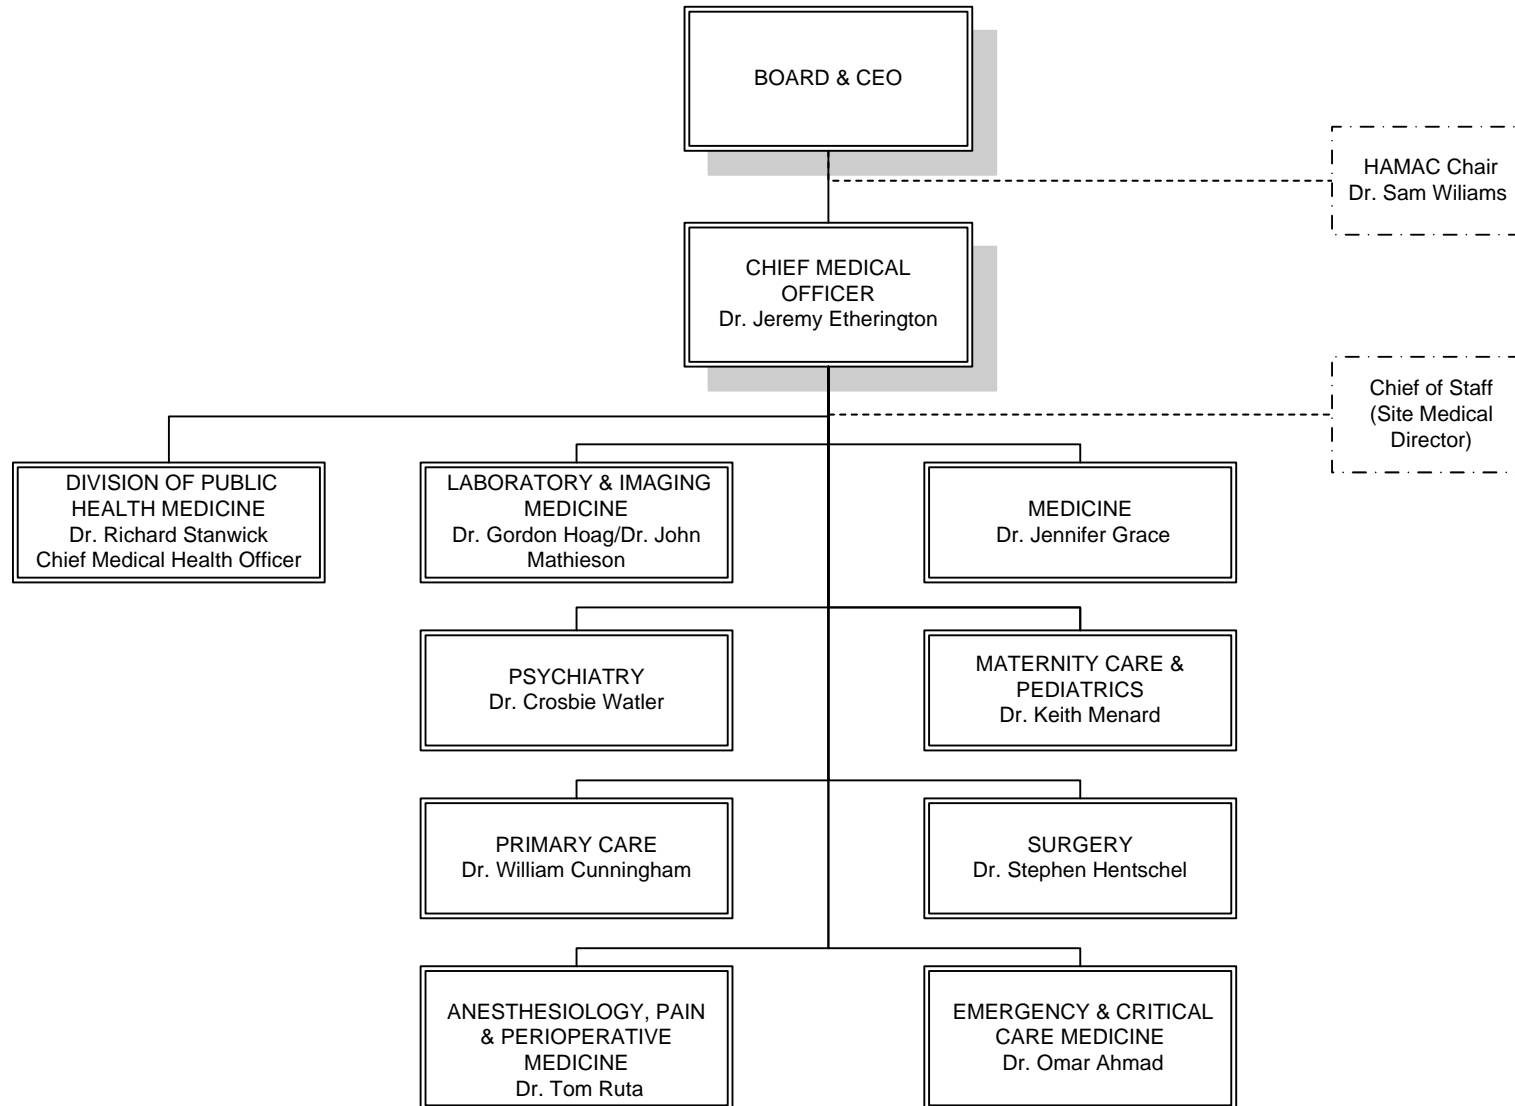 BOARD & CEO
HAMAC Chair
Dr. Sam Wiliams
CHIEF MEDICAL
OFFICER
Dr. Jeremy Etherington
Chief of Staff
(Site Medical
Director)
DIVISION OF PUBLIC
HEALTH MEDICINE
Dr. Richard Stanwick
Chief Medical Health Officer
LABORATORY & IMAGING
MEDICINE
Dr. Gordon Hoag/Dr. John
Mathieson
MEDICINE
Dr. Jennifer Grace
PSYCHIATRY
Dr. Crosbie Watler
MATERNITY CARE &
PEDIATRICS
Dr. Keith Menard
PRIMARY CARE
Dr. William Cunningham
SURGERY
Dr. Stephen Hentschel
ANESTHESIOLOGY, PAIN
& PERIOPERATIVE
MEDICINE
Dr. Tom Ruta
EMERGENCY & CRITICAL
CARE MEDICINE
Dr. Omar Ahmad